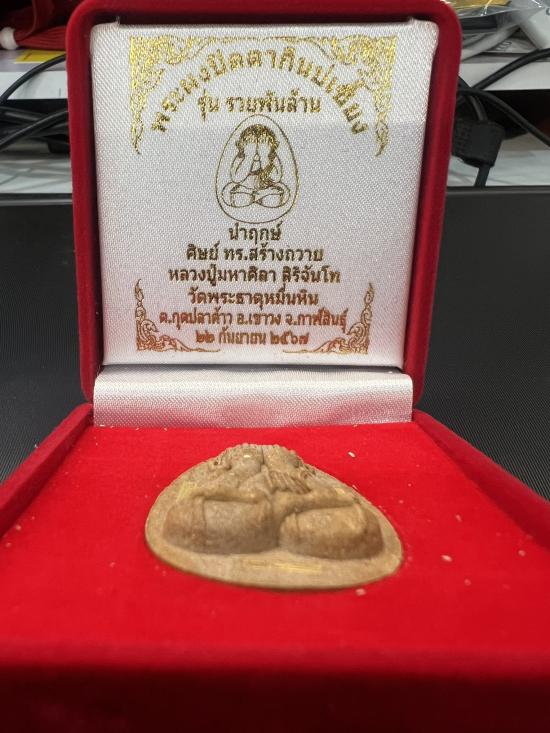 พระผงปิดตากินบ่เซี่ยง
รุ่น รวยพันล้าน
นำฤกษ์
ศิษย์ ทร.สร้างถวาย
หลวงปู่มหาศิลา สิริจันโท
วัดพระธาตุหมื่นหิน
ต.กุดปลาค้าว อ.เขาวง จ.กาฬสินธุ์
๒๒ กันยายน ๒๕๖๗